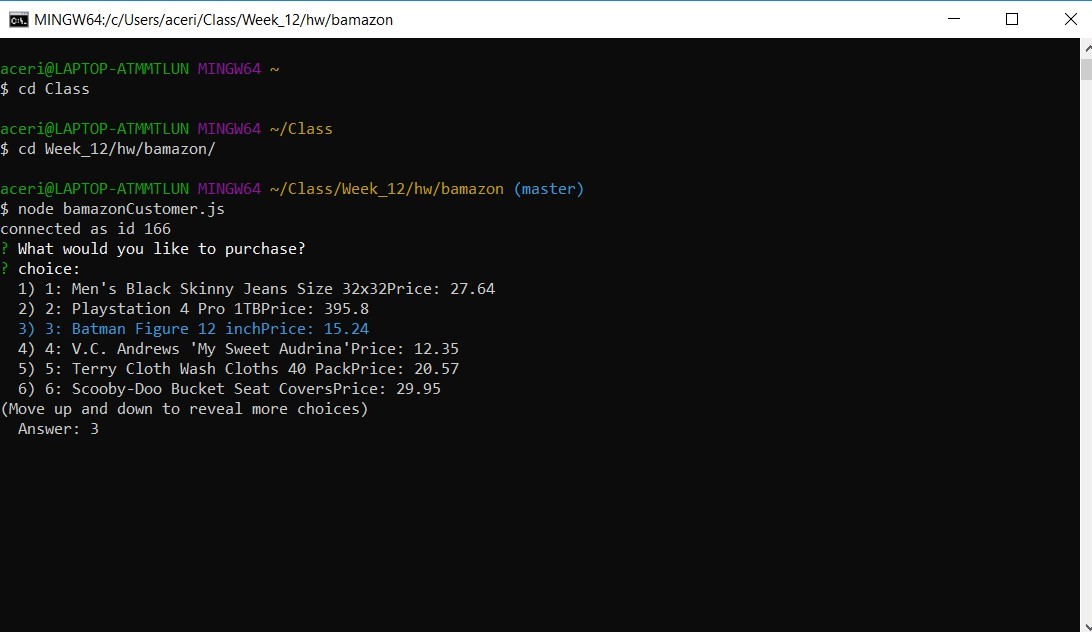 MINGW64:/c/Users/aceri/Class/Week_12/hw/bamazon
aceri@LAPTOP-ATMMTLUN MINGW64 ~
$ cd Class
aceri@LAPTOP-ATMMTLUN MINGW64 ~/Class
$ cd Week_12/hw/bamazon/
aceri@LAPTOP-ATMMTLUN MINGW64 ~/Class/Week_12/hw/bamazon (master)
$ node bamazonCustomer.js
connected as id 166
? What would you like to purchase?
? choice:
1) 1: Men's Black Skinny Jeans Size 32x32Price: 27.64
2) 2: Playstation 4 Pro 1TBPrice: 395.8
3) 3: Batman Figure 12 inchPrice: 15.24
4) 4: V.C. Andrews 'My Sweet Audrina'Price: 12.35
5) 5: Terry Cloth Wash Cloths 40 PackPrice: 20.57
6) 6: Scooby-Doo Bucket Seat CoversPrice: 29.95
(Move up and down to reveal more choices)
Answer: 3